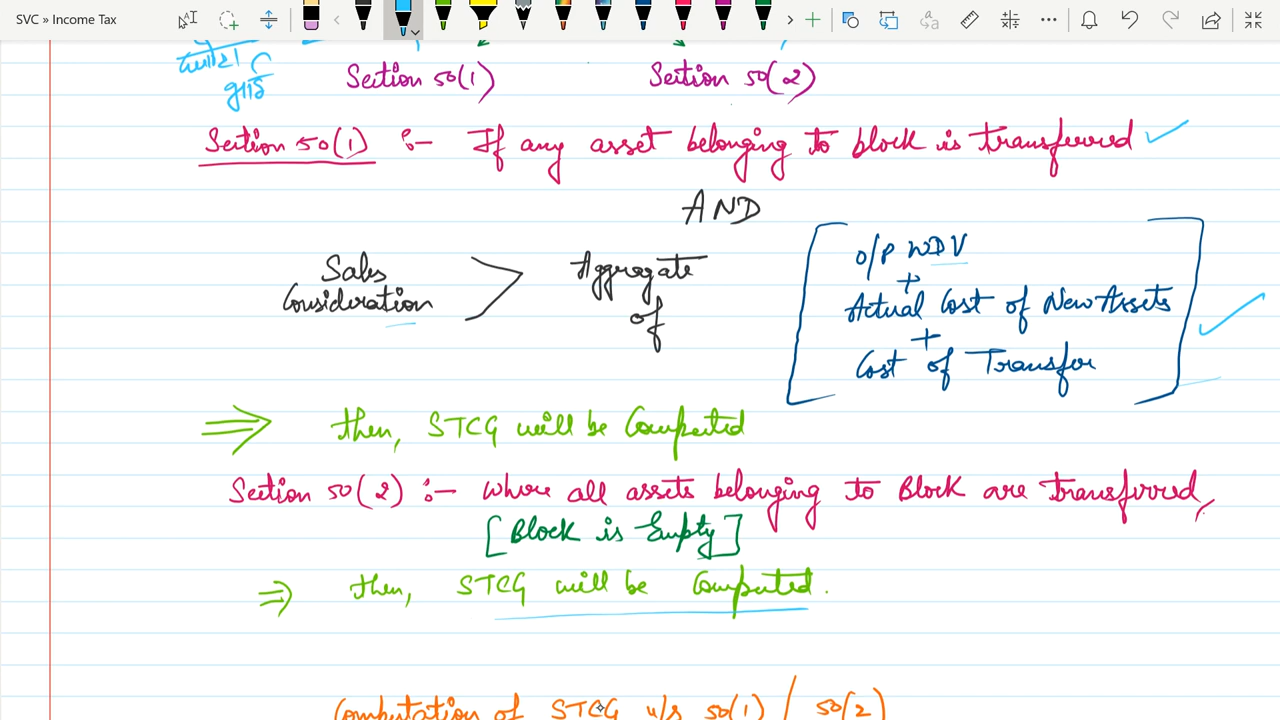 SVC » Income Tax
Section 50(1) Section 50(2)
Section 50(1) :- If any asset belonging to block is transferred
AND
Sales Consideration > Aggregate of [ O/P WDV
+
Actual Cost of New Assets
+
Cost of Transfer ]
⇒ then, STCG will be Computed
Section 50(2) :- Where all assets belonging to Block are transferred,
[Block is Empty]
⇒ then, STCG will be Computed.
Computation of STCG u/s 50(1) / 50(2)